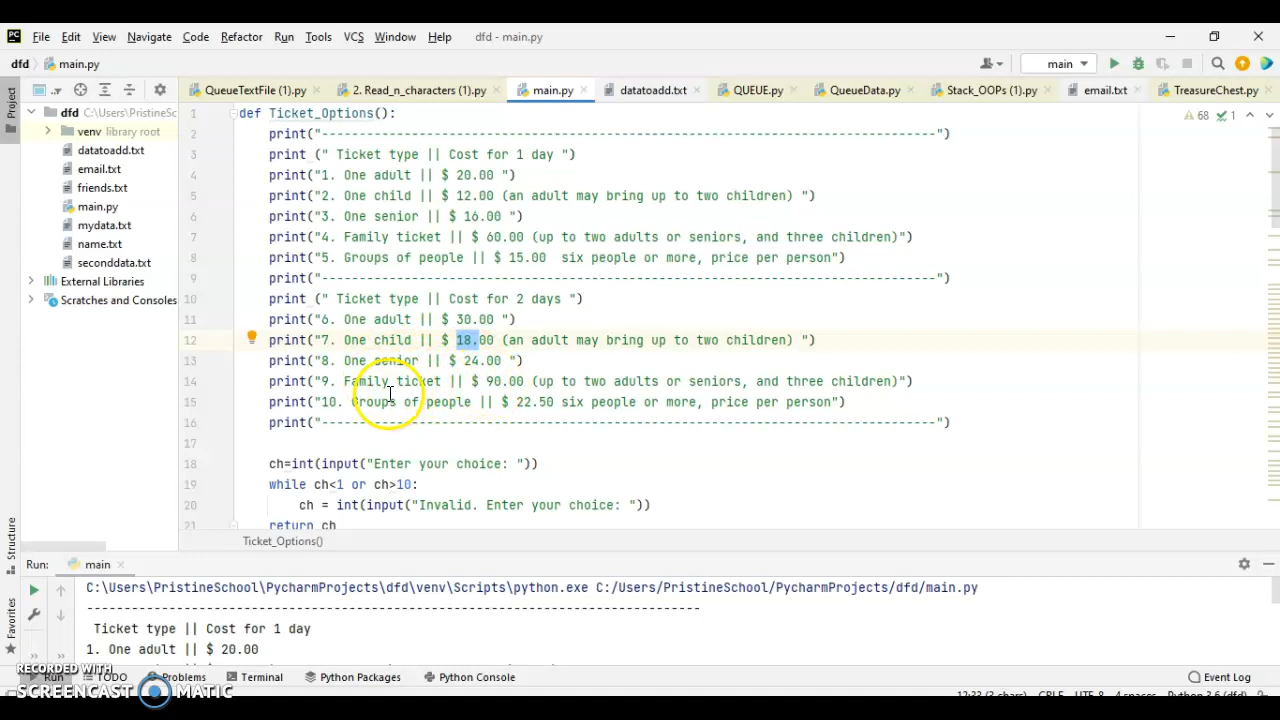 File Edit View Navigate Code Refactor Run Tools VCS Window Help dfd - main.py
dfd main.py main
QueueTextFile (1).py 2. Read_n_characters (1).py main.py datatoadd.txt QUEUE.py QueueData.py Stack_OOPs (1).py email.txt TreasureChest.py
Project
dfd C:\Users\PristineSc
venv library root
datatoadd.txt
email.txt
friends.txt
main.py
mydata.txt
name.txt
seconddata.txt
External Libraries
Scratches and Consoles
68 1
1 def Ticket_Options():
2 print("----------------------------------------------------------------------------------")
3 print (" Ticket type || Cost for 1 day ")
4 print("1. One adult || $ 20.00 ")
5 print("2. One child || $ 12.00 (an adult may bring up to two children) ")
6 print("3. One senior || $ 16.00 ")
7 print("4. Family ticket || $ 60.00 (up to two adults or seniors, and three children)")
8 print("5. Groups of people || $ 15.00  six people or more, price per person")
9 print("----------------------------------------------------------------------------------")
10 print (" Ticket type || Cost for 2 days ")
11 print("6. One adult || $ 30.00 ")
12 print("7. One child || $ 18.00 (an adult may bring up to two children) ")
13 print("8. One senior || $ 24.00 ")
14 print("9. Family ticket || $ 90.00 (up to two adults or seniors, and three children)")
15 print("10. Groups of people || $ 22.50 six people or more, price per person")
16 print("----------------------------------------------------------------------------------")
17
18 ch=int(input("Enter your choice: "))
19 while ch<1 or ch>10:
20 ch = int(input("Invalid. Enter your choice: "))
21 return ch
Ticket_Options()
Structure
Favorites
Run: main
C:\Users\PristineSchool\PycharmProjects\dfd\venv\Scripts\python.exe C:/Users/PristineSchool/PycharmProjects/dfd/main.py
----------------------------------------------------------------------------------
Ticket type || Cost for 1 day
1. One adult || $ 20.00
Run TODO Problems Terminal Python Packages Python Console Event Log
RECORDED WITH
SCREENCAST MATIC
12:33 (3 chars) CRLF UTF-8 4 spaces Python 3.6 (dfd)